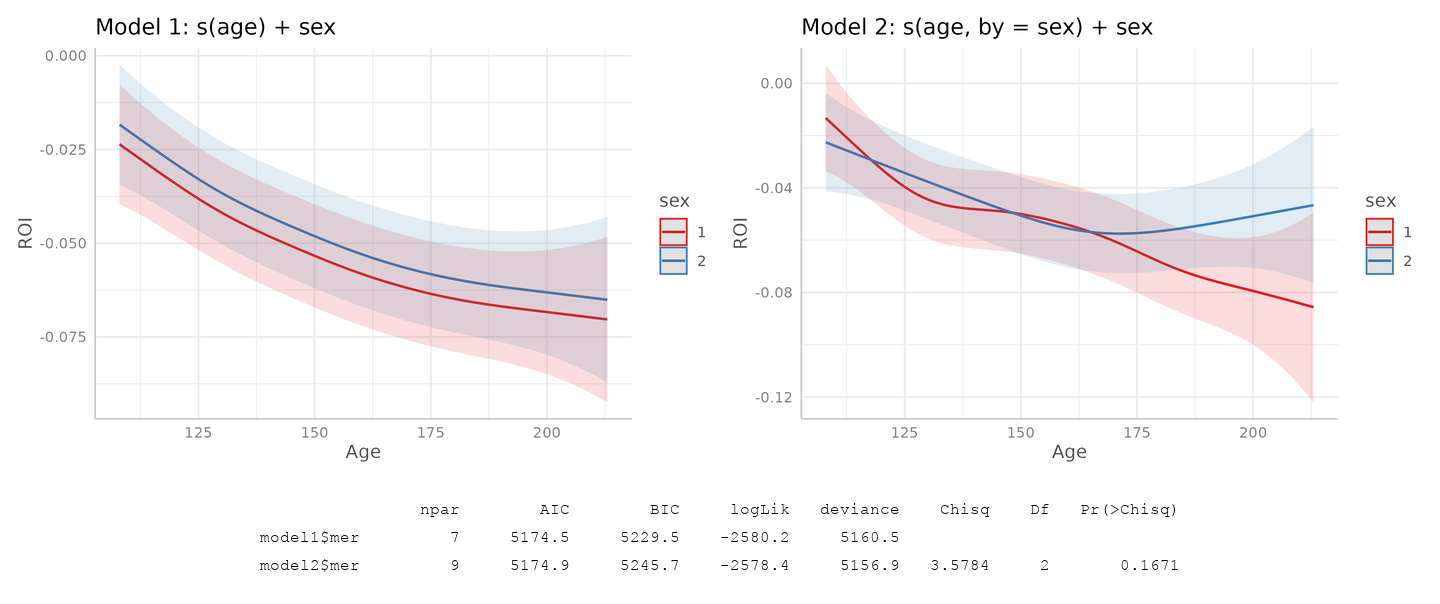 Model 1: s(age) + sex
0.000
-0.025
-0.050
-0.075
ROI
125 150 175 200
Age
sex
1
2
Model 2: s(age, by = sex) + sex
0.00
-0.04
-0.08
-0.12
ROI
125 150 175 200
Age
sex
1
2
npar AIC BIC logLik deviance Chisq Df Pr(>Chisq)
model1$mer 7 5174.5 5229.5 -2580.2 5160.5
model2$mer 9 5174.9 5245.7 -2578.4 5156.9 3.5784 2 0.1671